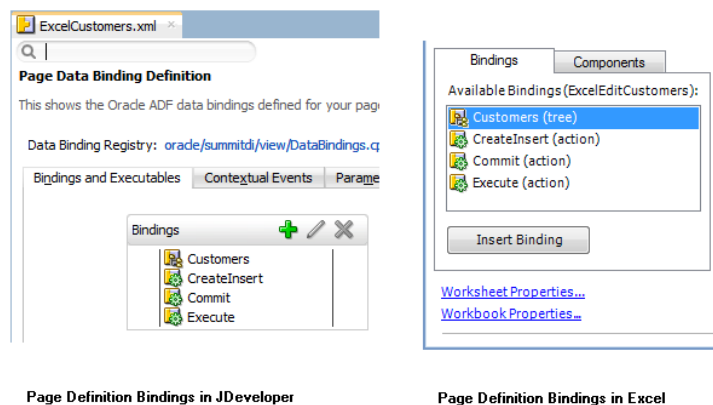 ExcelCustomers.xml
Page Data Binding Definition
This shows the Oracle ADF data bindings defined for your pag
Data Binding Registry: oracle/summitdi/view/DataBindings.cp
Bindings and Executables Contextual Events Parame
Bindings
Customers
CreateInsert
Commit
Execute
Page Definition Bindings in JDeveloper
Bindings Components
Available Bindings (ExcelEditCustomers):
Customers (tree)
CreateInsert (action)
Commit (action)
Execute (action)
Insert Binding
Worksheet Properties...
Workbook Properties...
Page Definition Bindings in Excel